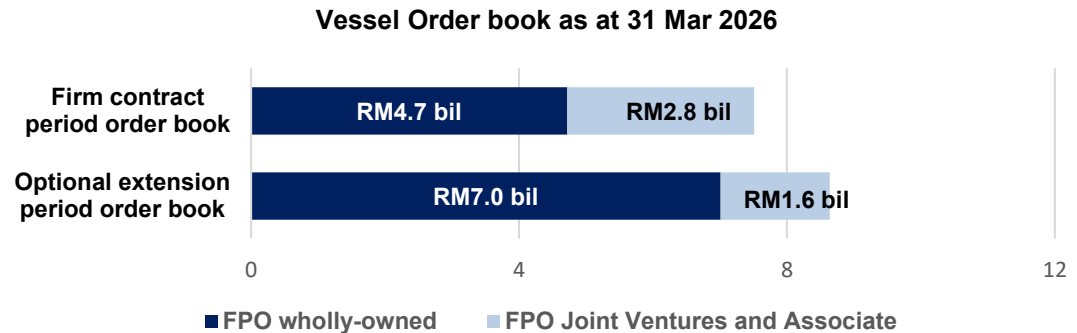 Vessel Order book as at 31 Mar 2026
Firm contract
period order book
RM4.7 bil
RM2.8 bil
Optional extension
period order book
RM7.0 bil
RM1.6 bil
0
4
8
12
FPO wholly-owned
FPO Joint Ventures and Associate